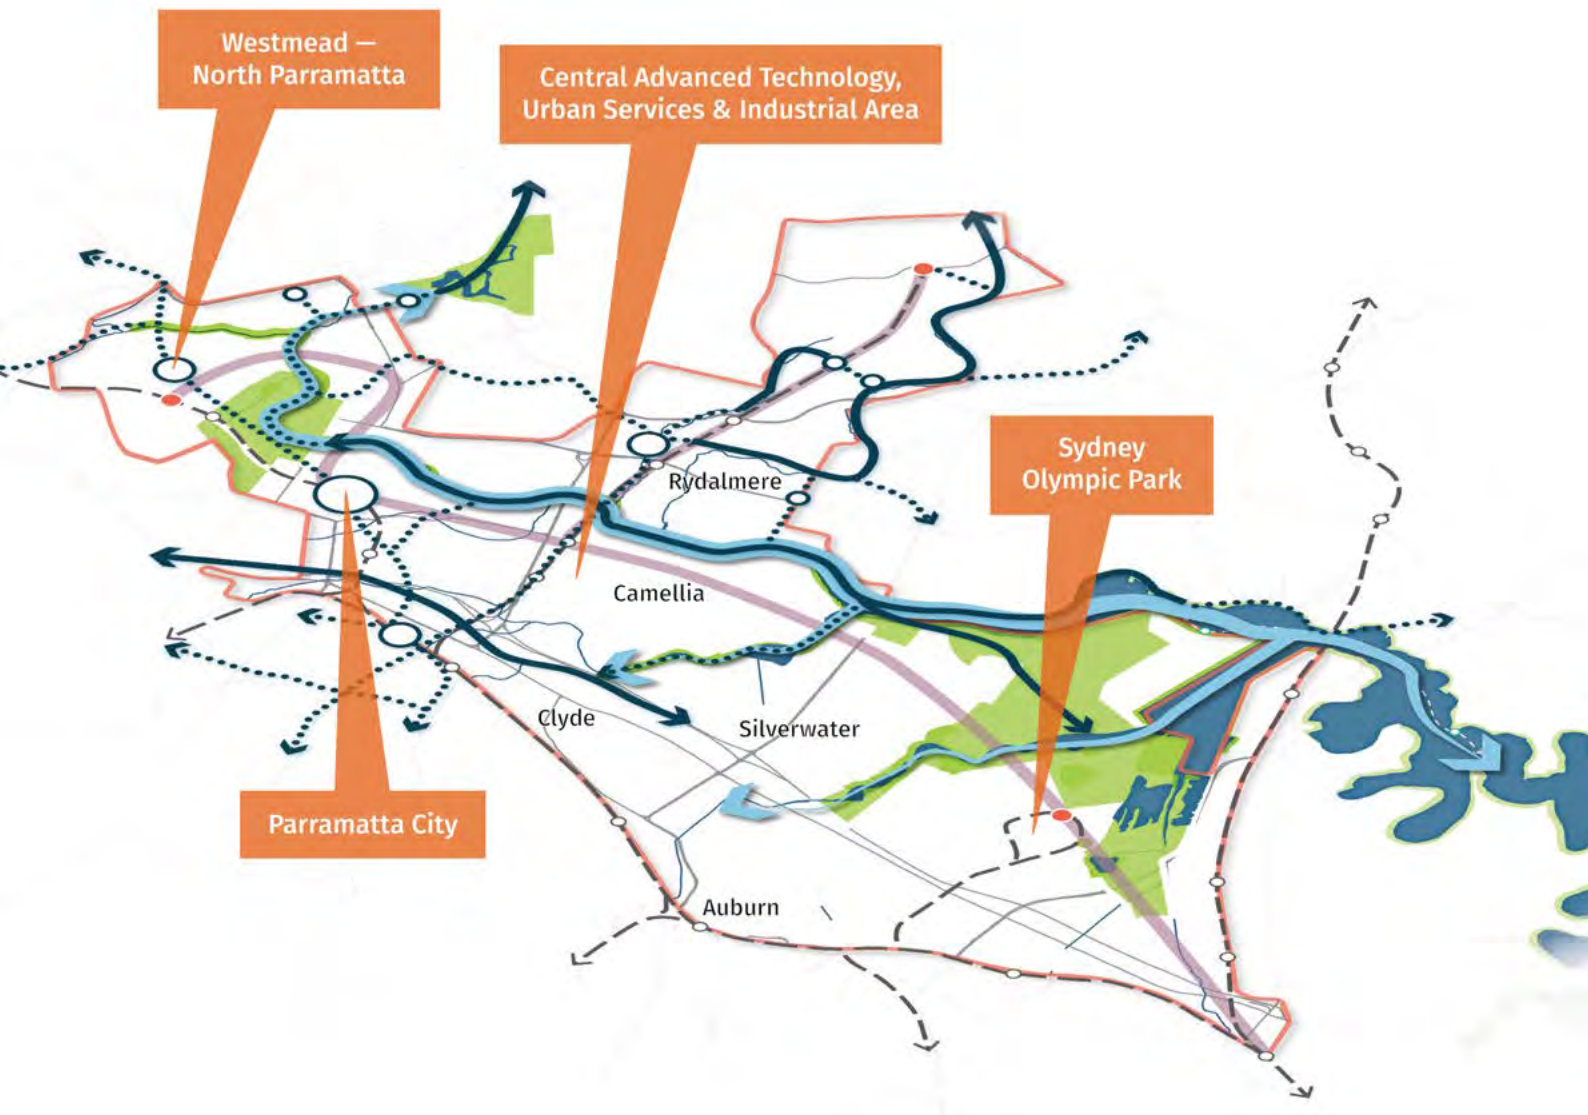 Westmead —
North Parramatta
Central Advanced Technology,
Urban Services & Industrial Area
Sydney
Olympic Park
Rydalmere
Camellia
Clyde
Silverwater
Parramatta City
Auburn